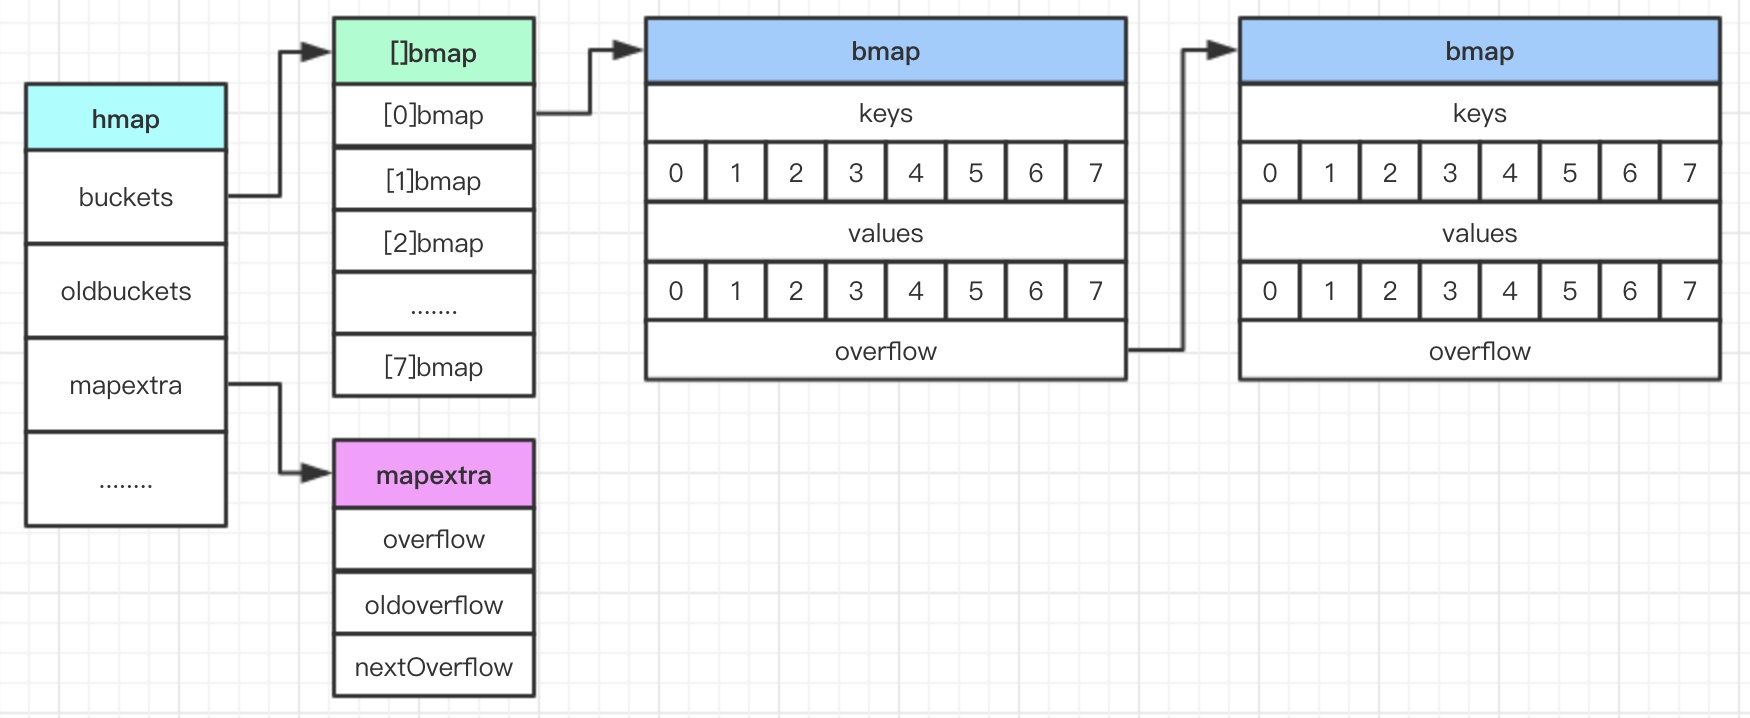 hmap
buckets
oldbuckets
mapextra
........
[]bmap
[0]bmap
[1]bmap
[2]bmap
.......
[7]bmap
mapextra
overflow
oldoverflow
nextOverflow
bmap
keys
0 1 2 3 4 5 6 7
values
0 1 2 3 4 5 6 7
overflow
bmap
keys
0 1 2 3 4 5 6 7
values
0 1 2 3 4 5 6 7
overflow